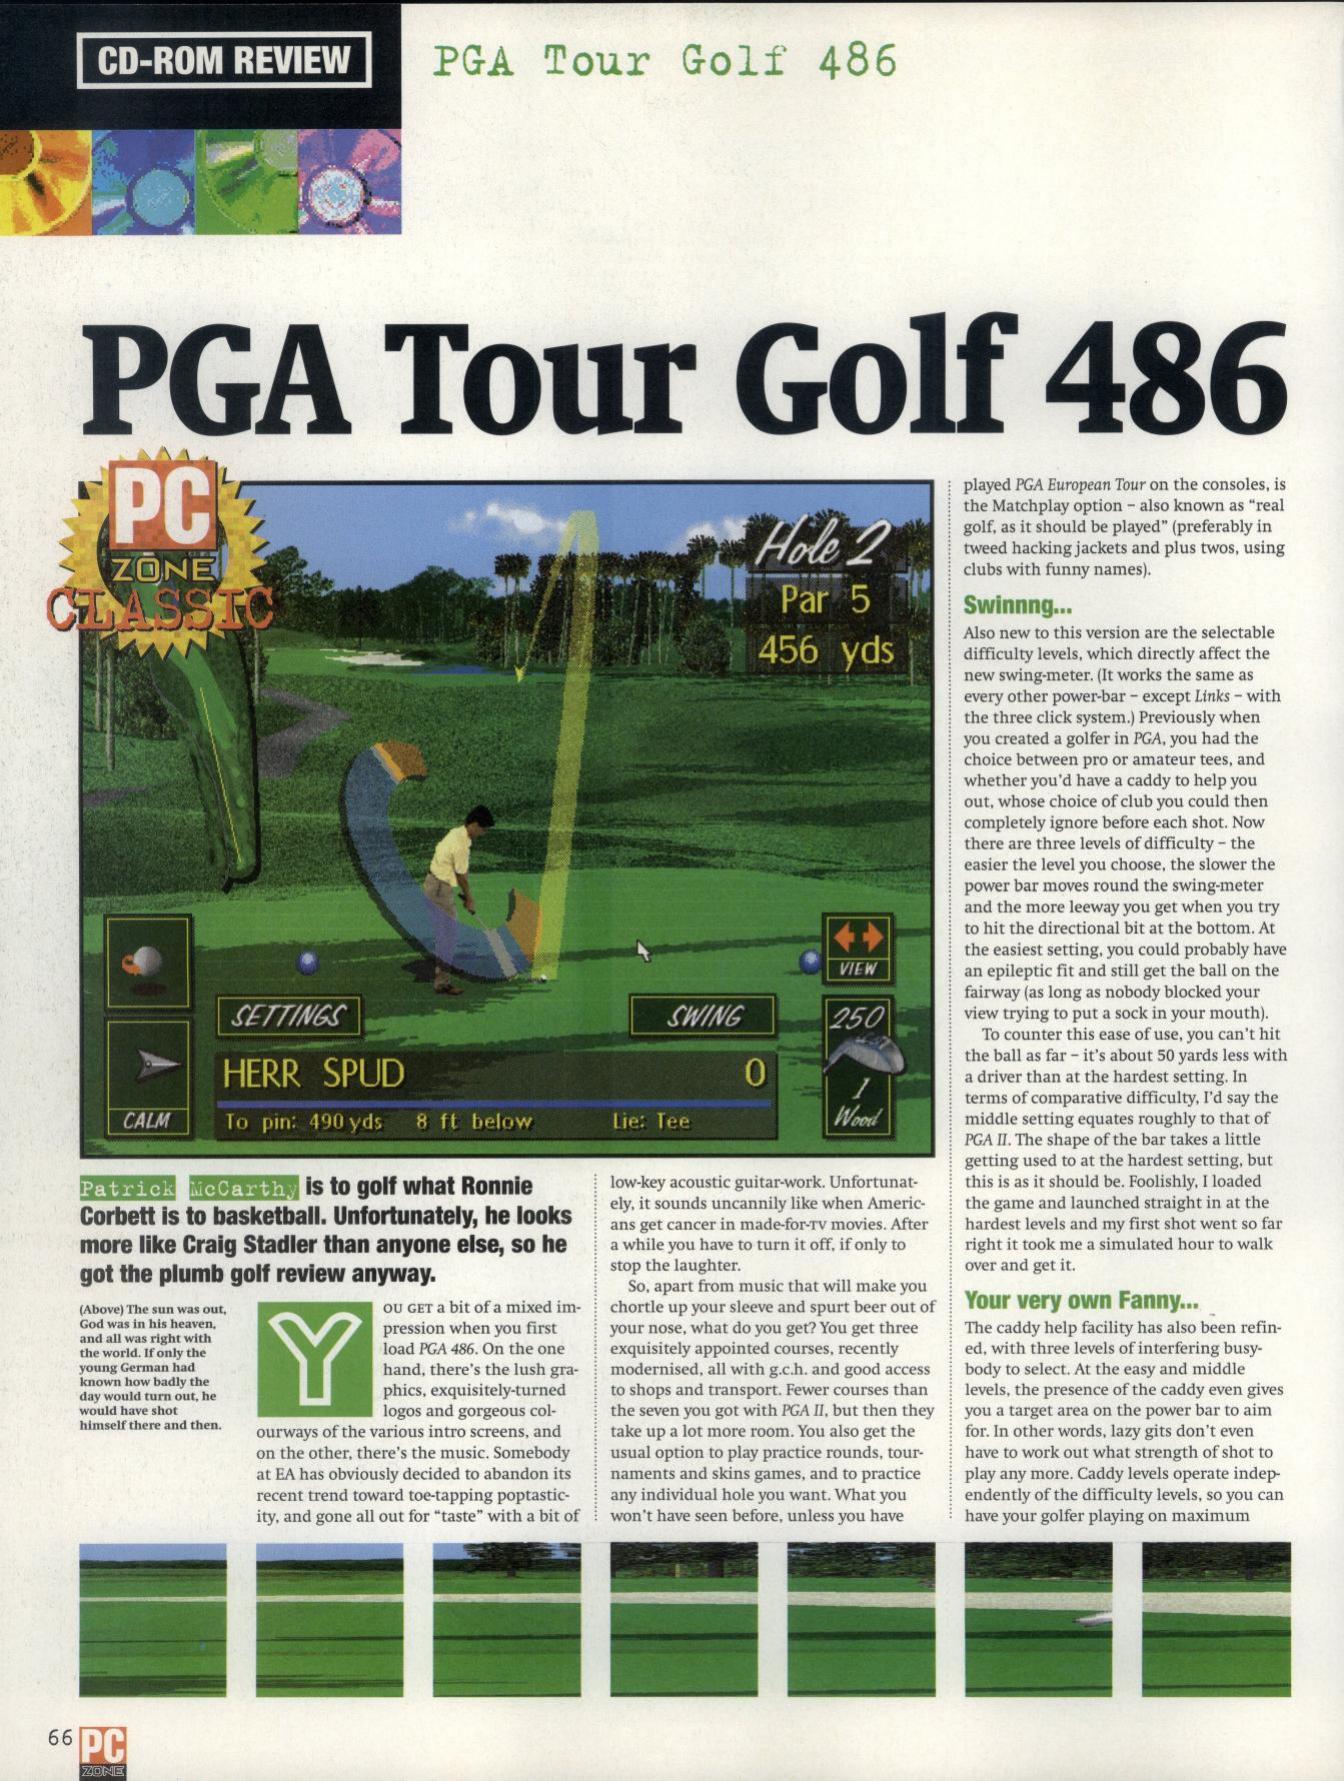 CD-ROM REVIEW
PGA Tour Golf 486
PGA Tour Golf 486
PC
ZONE
CLASSIC
Hole 2
Par 5
456 yds
VIEW
SETTINGS
SWING
250
1
Wood
CALM
HERR SPUD 0
To pin: 490 yds 8 ft below Lie: Tee
Patrick McCarthy is to golf what Ronnie
Corbett is to basketball. Unfortunately, he looks
more like Craig Stadler than anyone else, so he
got the plumb golf review anyway.
(Above) The sun was out,
God was in his heaven,
and all was right with
the world. If only the
young German had
known how badly the
day would turn out, he
would have shot
himself there and then.
YOU GET a bit of a mixed im-
pression when you first
load PGA 486. On the one
hand, there's the lush gra-
phics, exquisitely-turned
logos and gorgeous col-
ourways of the various intro screens, and
on the other, there's the music. Somebody
at EA has obviously decided to abandon its
recent trend toward toe-tapping poptastic-
ity, and gone all out for "taste" with a bit of
low-key acoustic guitar-work. Unfortunat-
ely, it sounds uncannily like when Americ-
ans get cancer in made-for-TV movies. After
a while you have to turn it off, if only to
stop the laughter.
So, apart from music that will make you
chortle up your sleeve and spurt beer out of
your nose, what do you get? You get three
exquisitely appointed courses, recently
modernised, all with g.c.h. and good access
to shops and transport. Fewer courses than
the seven you got with PGA II, but then they
take up a lot more room. You also get the
usual option to play practice rounds, tour-
naments and skins games, and to practice
any individual hole you want. What you
won't have seen before, unless you have
played PGA European Tour on the consoles, is
the Matchplay option – also known as "real
golf, as it should be played" (preferably in
tweed hacking jackets and plus twos, using
clubs with funny names).
Swinnng...
Also new to this version are the selectable
difficulty levels, which directly affect the
new swing-meter. (It works the same as
every other power-bar – except Links – with
the three click system.) Previously when
you created a golfer in PGA, you had the
choice between pro or amateur tees, and
whether you'd have a caddy to help you
out, whose choice of club you could then
completely ignore before each shot. Now
there are three levels of difficulty – the
easier the level you choose, the slower the
power bar moves round the swing-meter
and the more leeway you get when you try
to hit the directional bit at the bottom. At
the easiest setting, you could probably have
an epileptic fit and still get the ball on the
fairway (as long as nobody blocked your
view trying to put a sock in your mouth).
To counter this ease of use, you can't hit
the ball as far – it's about 50 yards less with
a driver than at the hardest setting. In
terms of comparative difficulty, I'd say the
middle setting equates roughly to that of
PGA II. The shape of the bar takes a little
getting used to at the hardest setting, but
this is as it should be. Foolishly, I loaded
the game and launched straight in at the
hardest levels and my first shot went so far
right it took me a simulated hour to walk
over and get it.
Your very own Fanny...
The caddy help facility has also been refin-
ed, with three levels of interfering busy-
body to select. At the easy and middle
levels, the presence of the caddy even gives
you a target area on the power bar to aim
for. In other words, lazy gits don't even
have to work out what strength of shot to
play any more. Caddy levels operate indep-
endently of the difficulty levels, so you can
have your golfer playing on maximum
66 PC
ZONE